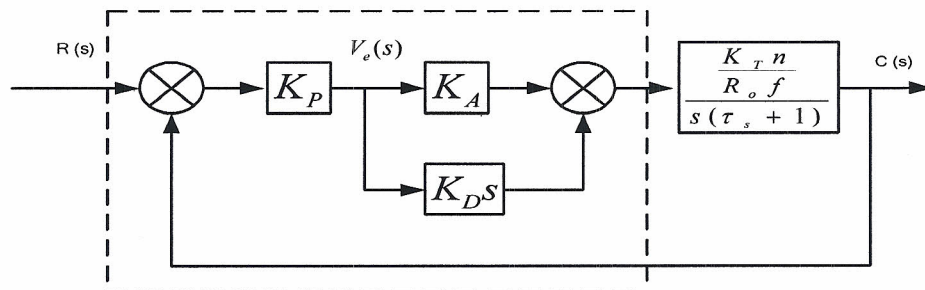 R (s)
K_P
V_e(s)
K_A
K_D s
K_T n
R_o f
s ( τ_s + 1 )
C (s)